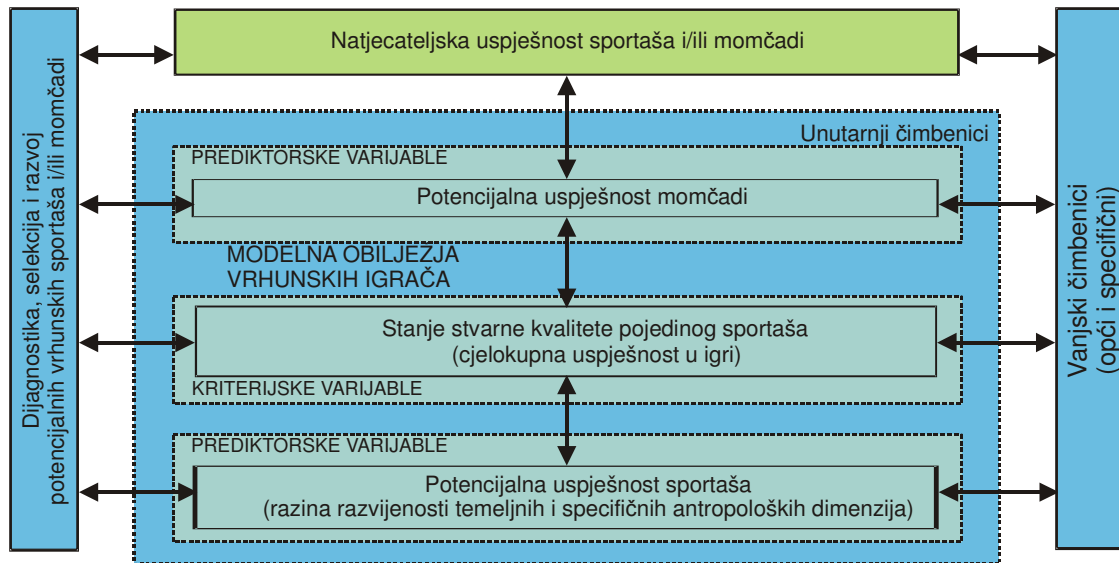 Natjecateljska uspješnost sportaša i/ili momčadi
Dijagnostika, selekcija i razvoj
potencijalnih vrhunskih sportaša i/ili momčadi
Unutarnji čimbenici
PREDIKTORSKE VARIJABLE
Potencijalna uspješnost momčadi
MODELNA OBILJEZJA
VRHUNSKIH IGRAČA
Stanje stvarne kvalitete pojedinog sportaša
(cjelokupna uspješnost u igri)
KRITERIJSKE VARIJABLE
PREDIKTORSKE VARIJABLE
Potencijalna uspješnost sportaša
(razina razvijenosti temeljnih i specifičnih antropoloških dimenzija)
Vanjski čimbenici
(opći i specifični)